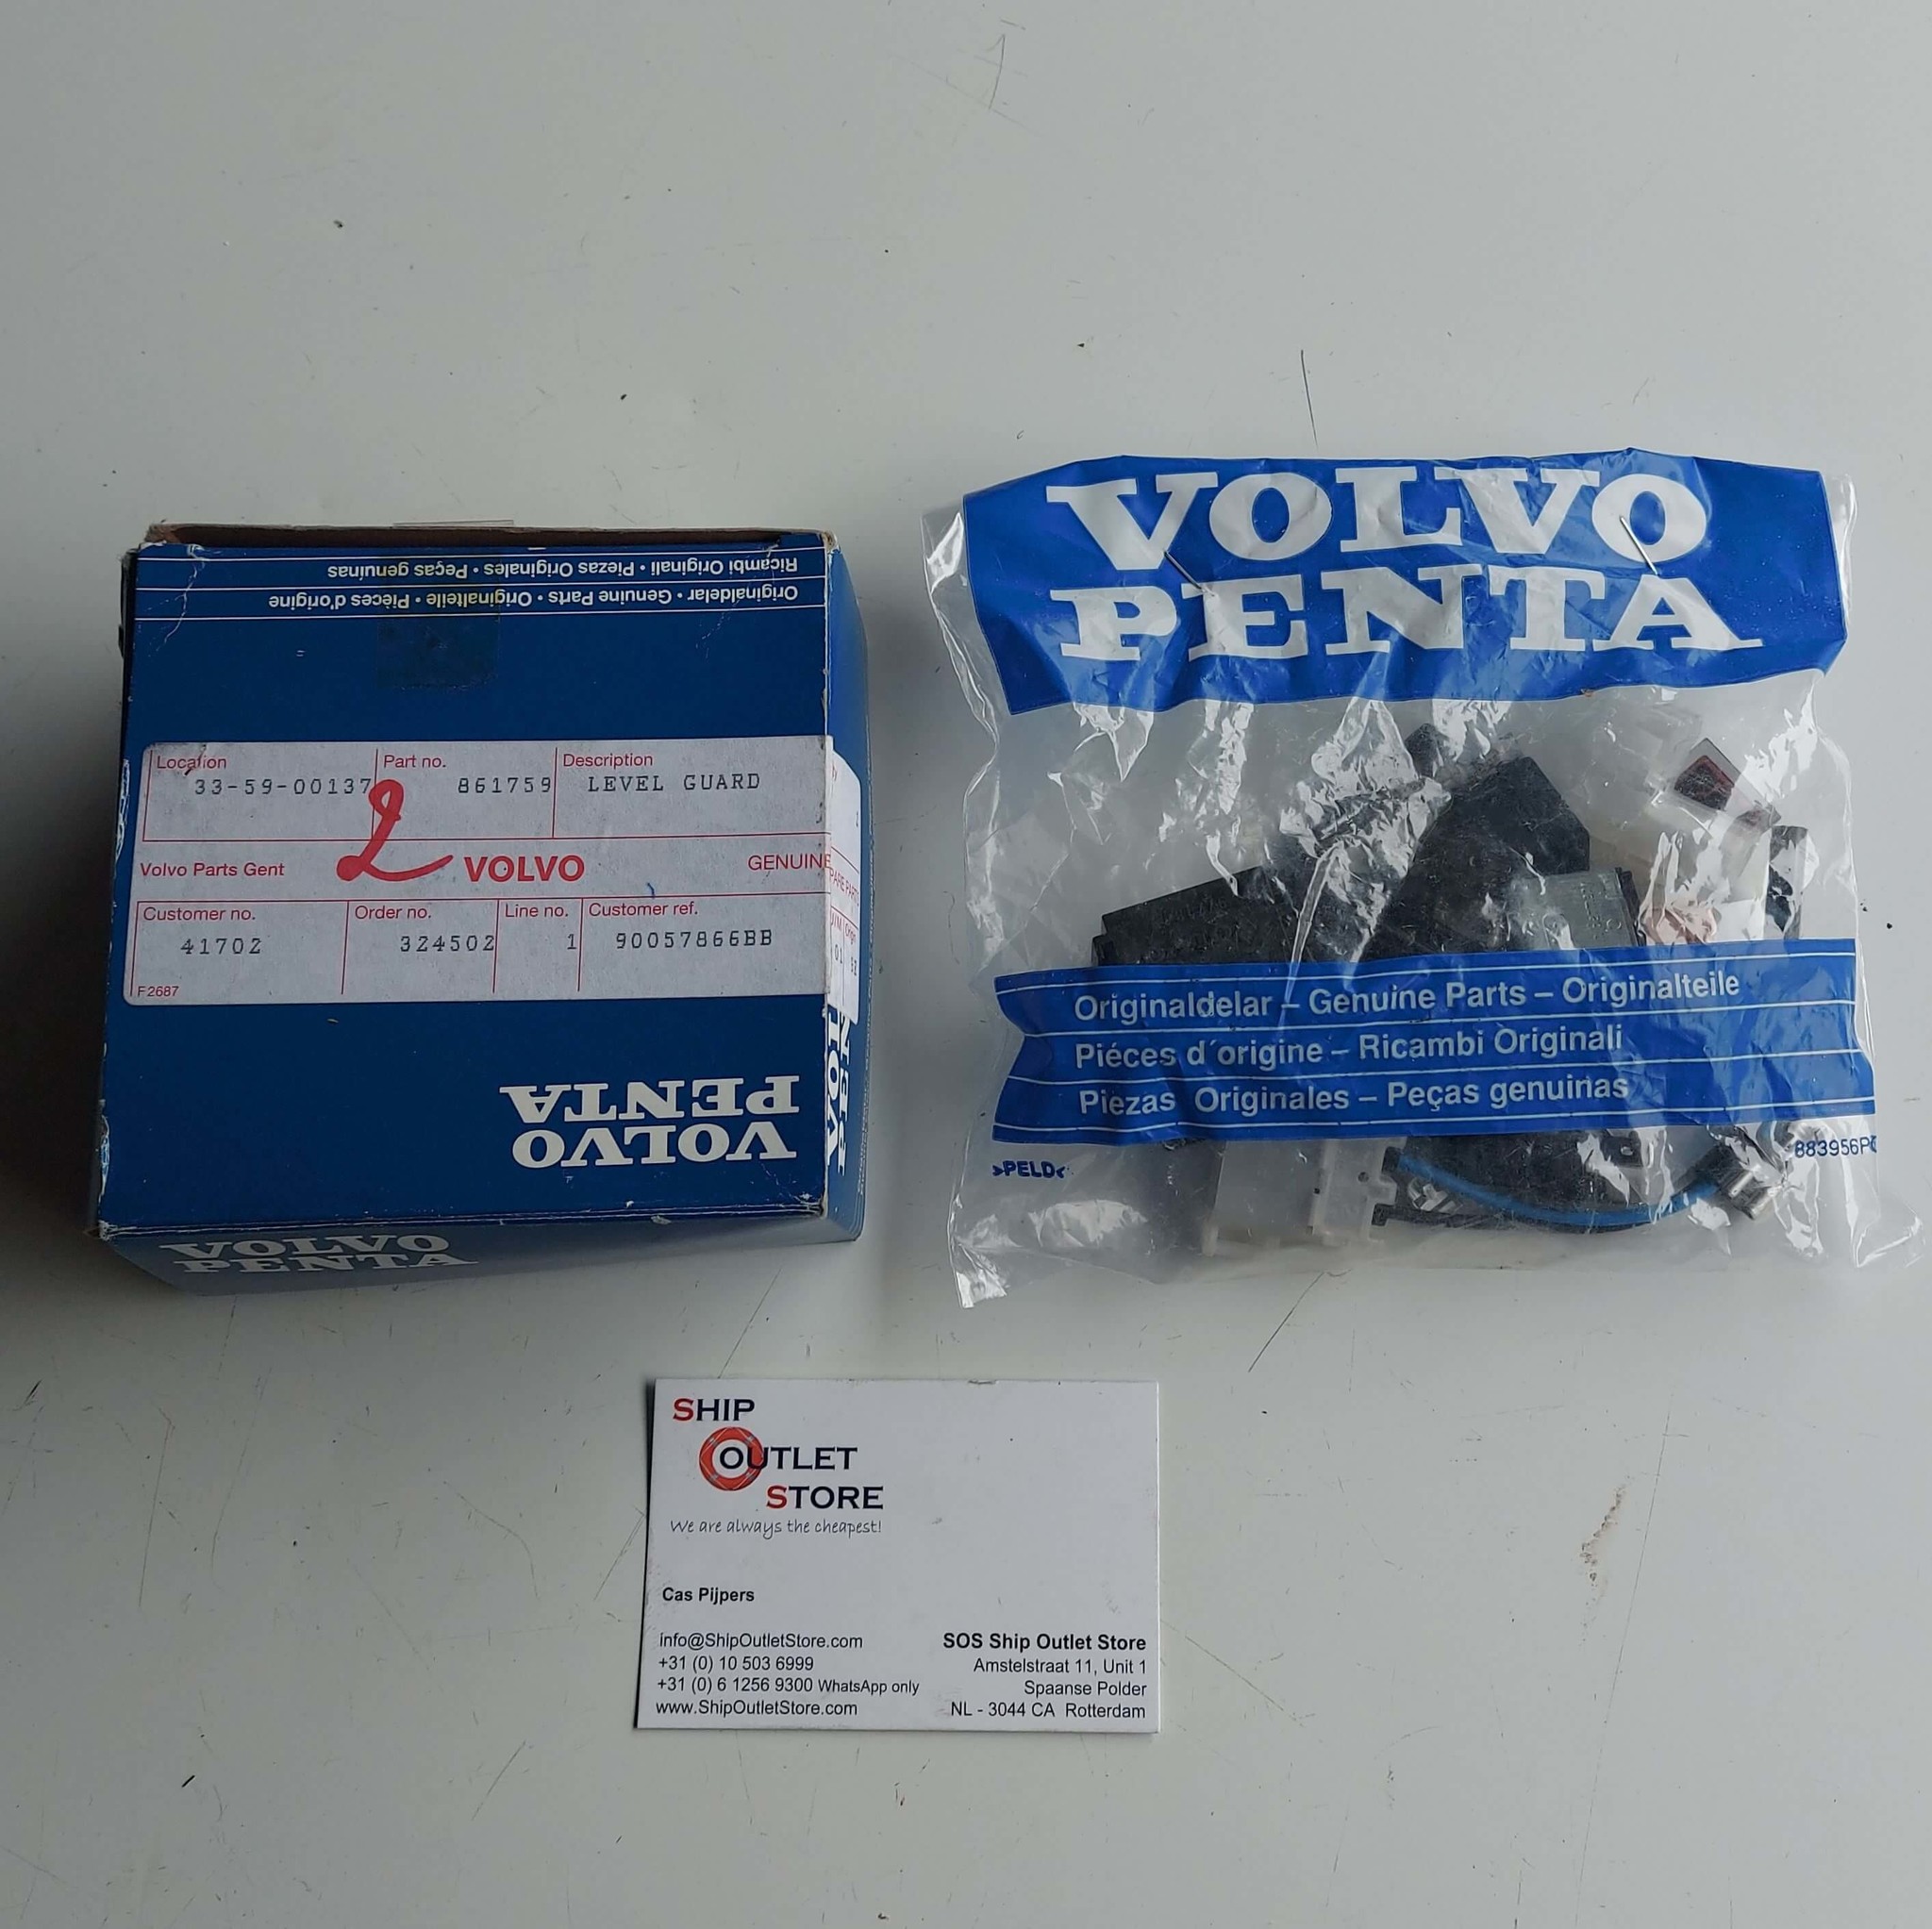 Ricambi Originali • Piezas Originales • Peças genuinas
Originaldelar • Genuine Parts • Originalteile • Pièces d'origine
Location
Part no.
Description
33-59-00137
861759
LEVEL GUARD
2
Volvo Parts Gent
VOLVO
GENUINE
PARE PARTS
Customer no.
Order no.
Line no.
Customer ref.
41702
324502
1
90057866BB
F2687
VOLVO
PENTA
VOLVO
PENTA
VOLVO
PENTA
Originaldelar – Genuine Parts – Originalteile
Piéces d´origine – Ricambi Originali
Piezas Originales – Peças genuinas
>PELD<
883956P
SHIP
OUTLET
STORE
We are always the cheapest!
Cas Pijpers
info@ShipOutletStore.com
+31 (0) 10 503 6999
+31 (0) 6 1256 9300 WhatsApp only
www.ShipOutletStore.com
SOS Ship Outlet Store
Amstelstraat 11, Unit 1
Spaanse Polder
NL - 3044 CA Rotterdam